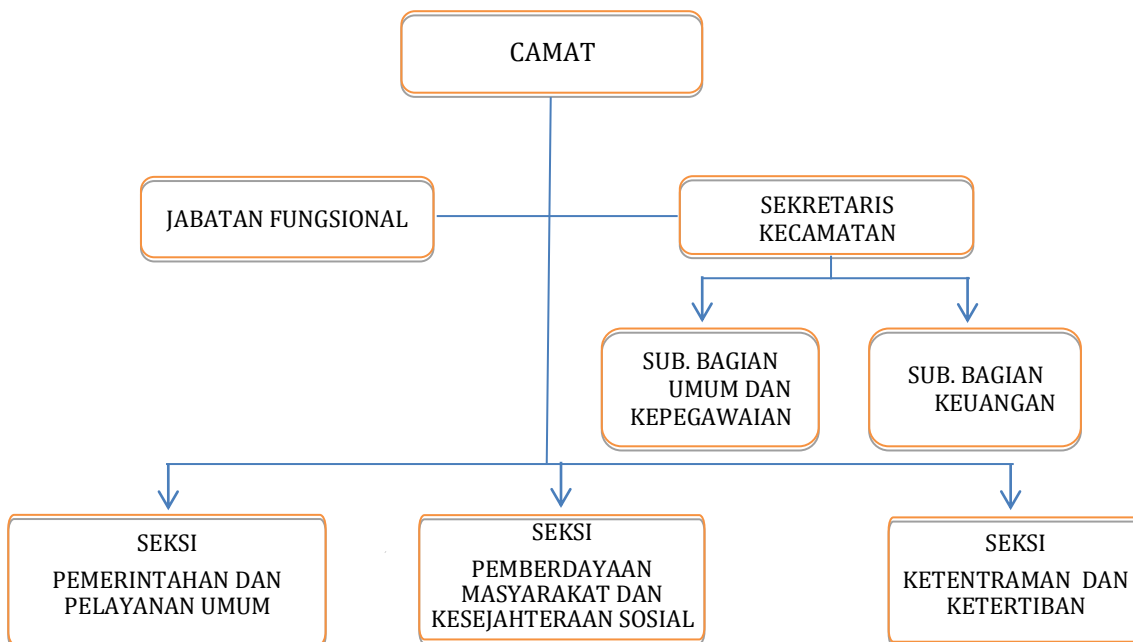 CAMAT
JABATAN FUNGSIONAL
SEKRETARIS
KECAMATAN
SUB. BAGIAN
UMUM DAN
KEPEGAWAIAN
SUB. BAGIAN
KEUANGAN
SEKSI
PEMERINTAHAN DAN
PELAYANAN UMUM
SEKSI
PEMBERDAYAAN
MASYARAKAT DAN
KESEJAHTERAAN SOSIAL
SEKSI
KETENTRAMAN DAN
KETERTIBAN